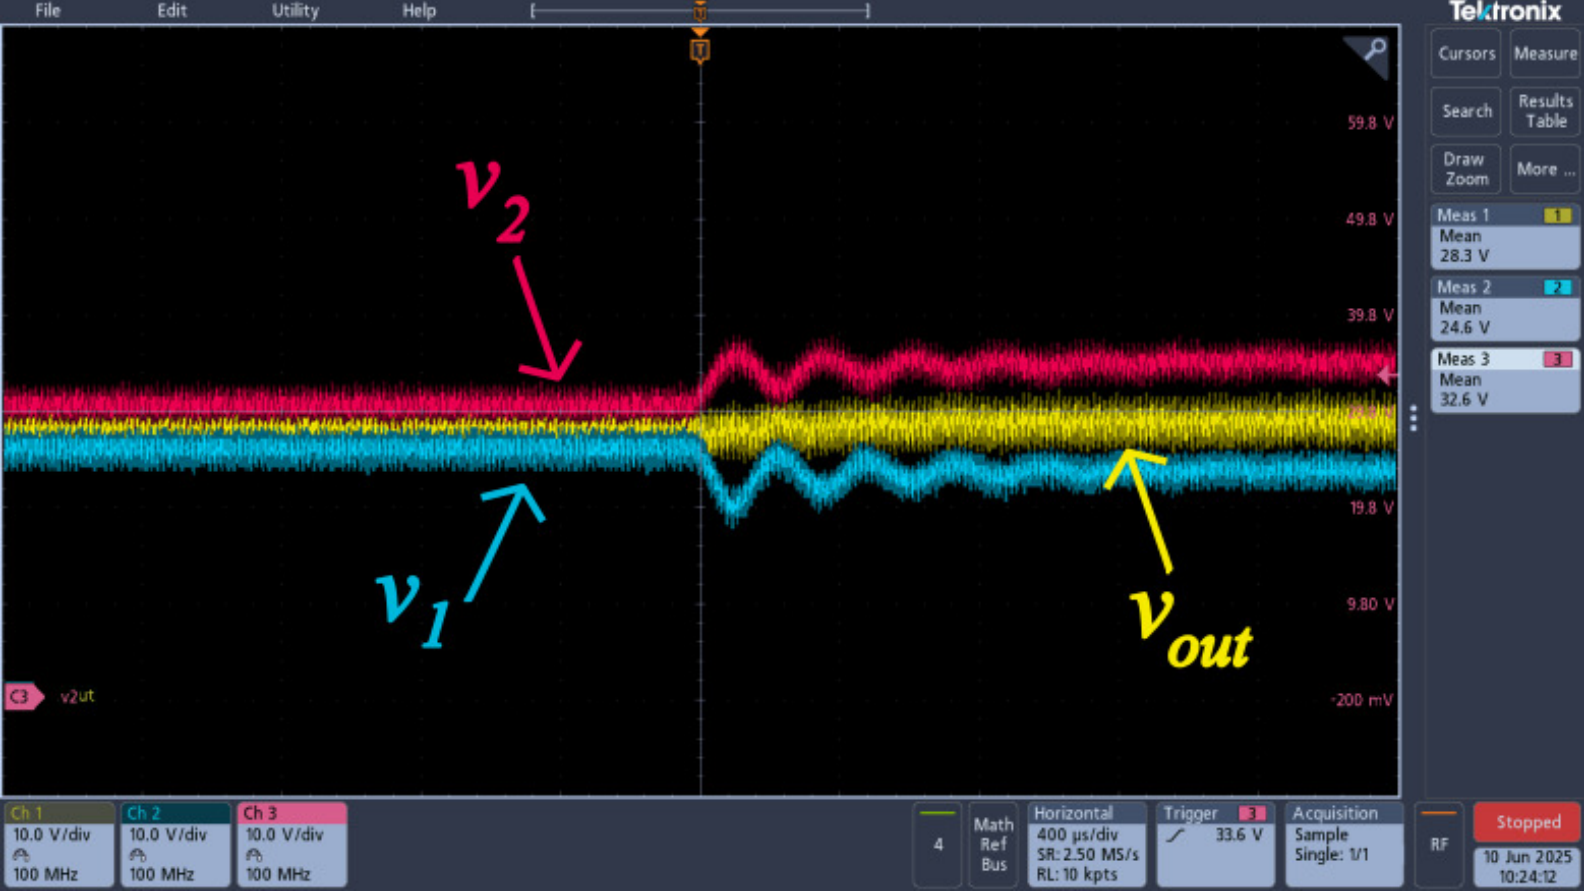 File Edit Utility Help
Tektronix
T
Cursors Measure
Search Results Table
Draw Zoom More ...
Meas 1 1
Mean
28.3 V
Meas 2 2
Mean
24.6 V
Meas 3 3
Mean
32.6 V
59.8 V
49.8 V
39.8 V
19.8 V
9.80 V
-200 mV
v2
v1
vout
C3 v2ut
Ch 1
10.0 V/div
100 MHz
Ch 2
10.0 V/div
100 MHz
Ch 3
10.0 V/div
100 MHz
4
Math
Ref
Bus
Horizontal
400 µs/div
SR: 2.50 MS/s
RL: 10 kpts
Trigger 3
33.6 V
Acquisition
Sample
Single: 1/1
RF
Stopped
10 Jun 2025
10:24:12